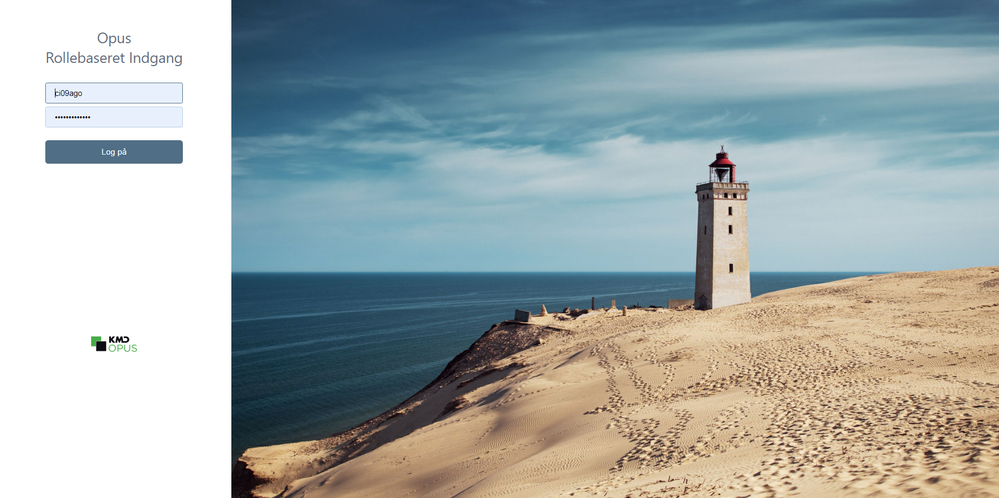 Opus
Rollebaseret Indgang
ci09ago
•••••••••••••
Log på
KMD
OPUS